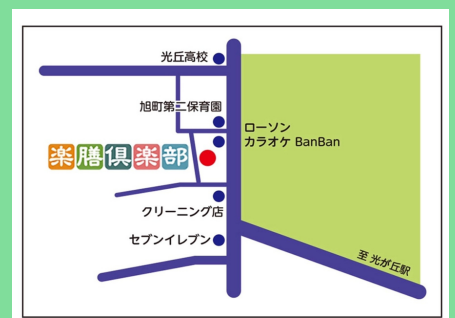 光丘高校
旭町第二保育園
ローソン
カラオケ BanBan
楽膳倶楽部
クリーニング店
セブンイレブン
至 光が丘駅